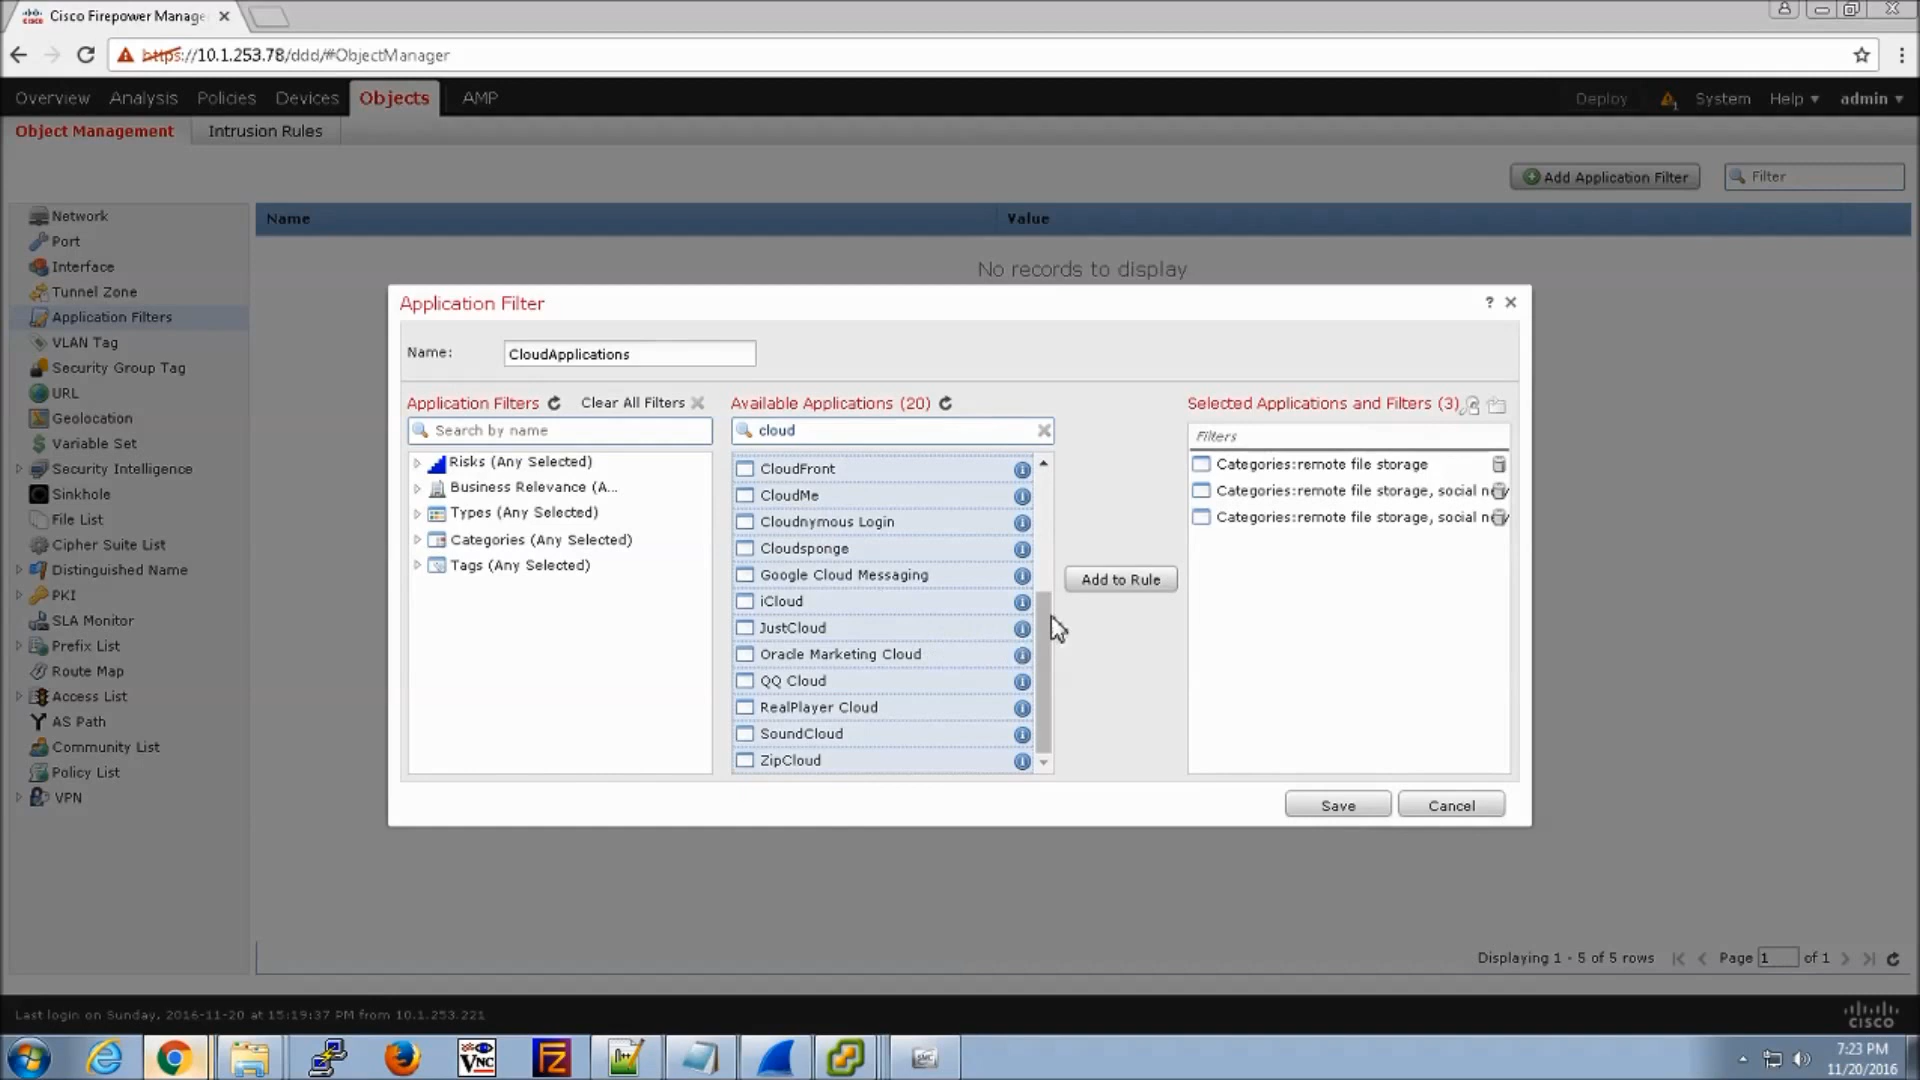 Cisco Firepower Manage
https://10.1.253.78/ddd/#ObjectManager
Overview Analysis Policies Devices Objects AMP Deploy 1 System Help admin
Object Management Intrusion Rules
Add Application Filter Filter
Name Value
No records to display
Network
Port
Interface
Tunnel Zone
Application Filters
VLAN Tag
Security Group Tag
URL
Geolocation
Variable Set
Security Intelligence
Sinkhole
File List
Cipher Suite List
Distinguished Name
PKI
SLA Monitor
Prefix List
Route Map
Access List
AS Path
Community List
Policy List
VPN
Application Filter ?
Name: CloudApplications
Application Filters Clear All Filters
Search by name
Risks (Any Selected)
Business Relevance (A...
Types (Any Selected)
Categories (Any Selected)
Tags (Any Selected)
Available Applications (20)
cloud
CloudFront
CloudMe
Cloudnymous Login
Cloudsponge
Google Cloud Messaging
iCloud
JustCloud
Oracle Marketing Cloud
QQ Cloud
RealPlayer Cloud
SoundCloud
ZipCloud
Add to Rule
Selected Applications and Filters (3)
Filters
Categories:remote file storage
Categories:remote file storage, social
Categories:remote file storage, social
Save Cancel
Displaying 1 - 5 of 5 rows Page 1 of 1
Last login on Sunday, 2016-11-20 at 15:19:37 PM from 10.1.253.221
CISCO
7:23 PM
11/20/2016